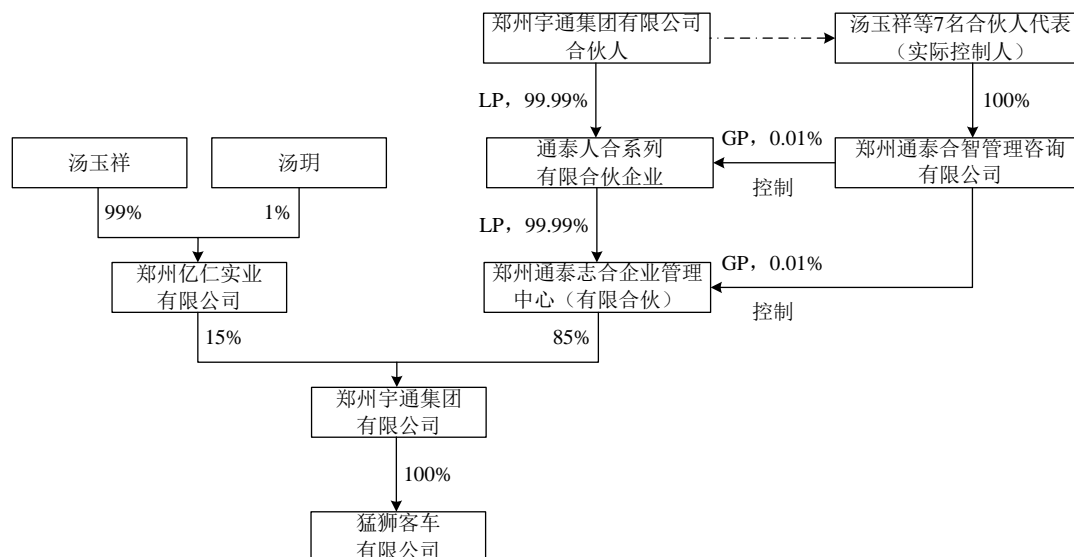 郑州宇通集团有限公司
合伙人
汤玉祥等7名合伙人代表
（实际控制人）
LP，99.99%
100%
汤玉祥
汤玥
通泰人合系列
有限合伙企业
GP，0.01%
控制
郑州通泰合智管理咨询
有限公司
99%
1%
LP，99.99%
郑州亿仁实业
有限公司
郑州通泰志合企业管理
中心（有限合伙）
GP，0.01%
控制
15%
85%
郑州宇通集团
有限公司
100%
猛狮客车
有限公司